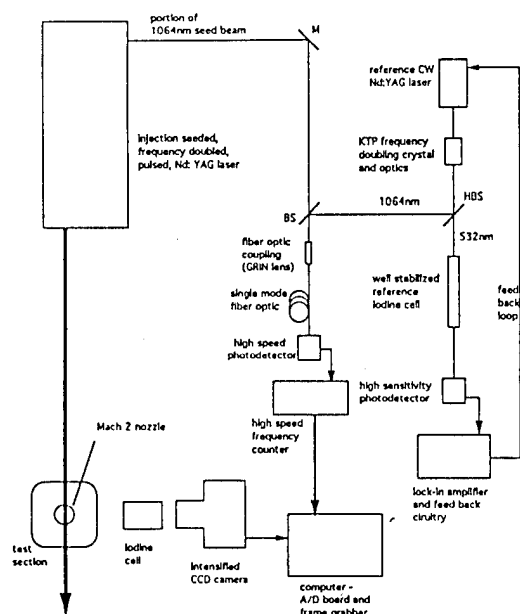 portion of
1064nm seed beam
M
reference CW
Nd:YAG laser
injection seeded,
frequency doubled,
pulsed, Nd: YAG laser
KTP frequency
doubling crystal
and optics
HBS
1064nm
BS
532nm
fiber optic
coupling
(GRIN lens)
well stabilized
reference
iodine cell
feed
back
loop
single mode
fiber optic
high speed
photodetector
high sensitivity
photodetector
high speed
frequency
counter
Mach 2 nozzle
lock-in amplifier
and feed back
ciruitry
test
section
Iodine
cell
intensified
CCD camera
computer -
A/D board and
frame grabber